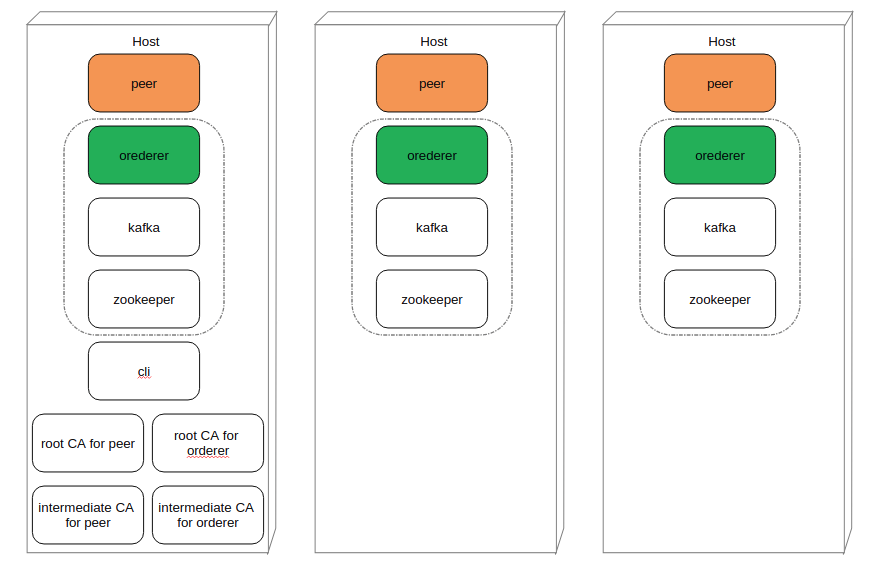 Host
peer
orederer
kafka
zookeeper
cli
root CA for peer
root CA for
orderer
intermediate CA
for peer
intermediate CA
for orderer
Host
peer
orederer
kafka
zookeeper
Host
peer
orederer
kafka
zookeeper